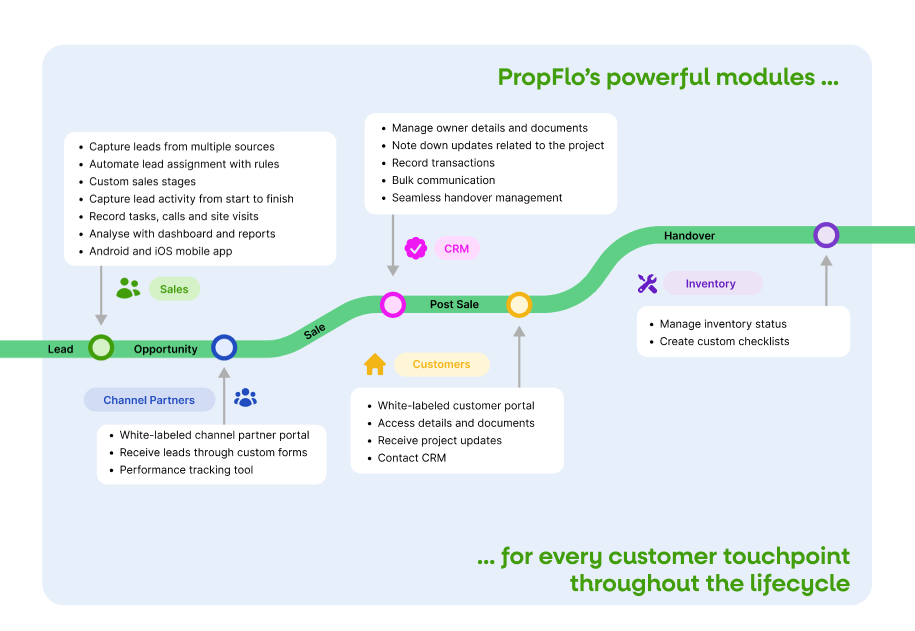 PropFlo’s powerful modules ...
• Capture leads from multiple sources
• Automate lead assignment with rules
• Custom sales stages
• Capture lead activity from start to finish
• Record tasks, calls and site visits
• Analyse with dashboard and reports
• Android and iOS mobile app
• Manage owner details and documents
• Note down updates related to the project
• Record transactions
• Bulk communication
• Seamless handover management
Sales
CRM
Handover
Inventory
• Manage inventory status
• Create custom checklists
Lead
Opportunity
Sale
Post Sale
Channel Partners
• White-labeled channel partner portal
• Receive leads through custom forms
• Performance tracking tool
Customers
• White-labeled customer portal
• Access details and documents
• Receive project updates
• Contact CRM
... for every customer touchpoint
throughout the lifecycle